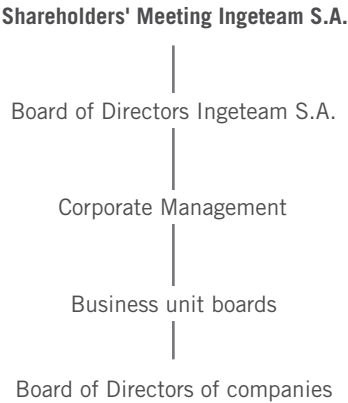 Shareholders' Meeting Ingeteam S.A.
Board of Directors Ingeteam S.A.
Corporate Management
Business unit boards
Board of Directors of companies